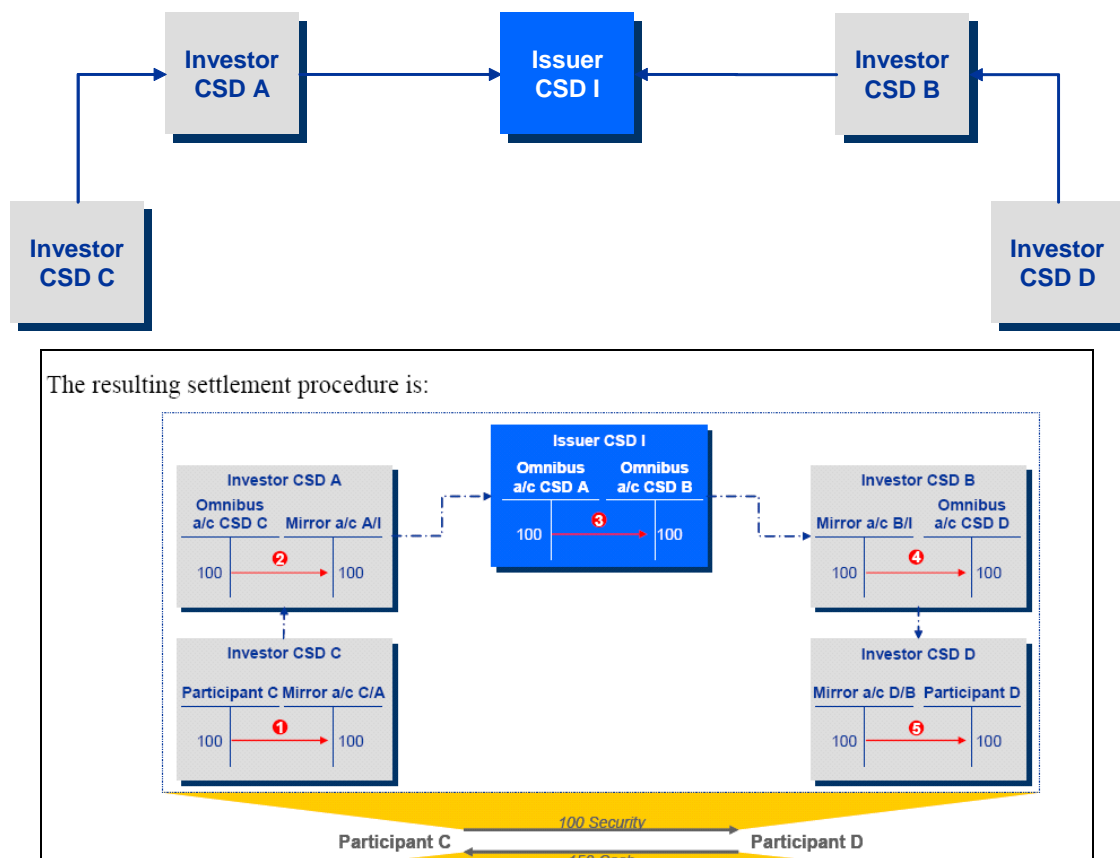 Investor
CSD A
Issuer
CSD I
Investor
CSD B
Investor
CSD C
Investor
CSD D
The resulting settlement procedure is:
Issuer CSD I
Omnibus a/c CSD A
Omnibus a/c CSD B
100 3 100
Investor CSD A
Omnibus a/c CSD C
Mirror a/c A/I
100 2 100
Investor CSD B
Mirror a/c B/I
Omnibus a/c CSD D
100 4 100
Investor CSD C
Participant C Mirror a/c C/A
100 1 100
Investor CSD D
Mirror a/c D/B Participant D
100 5 100
100 Security
Participant C Participant D